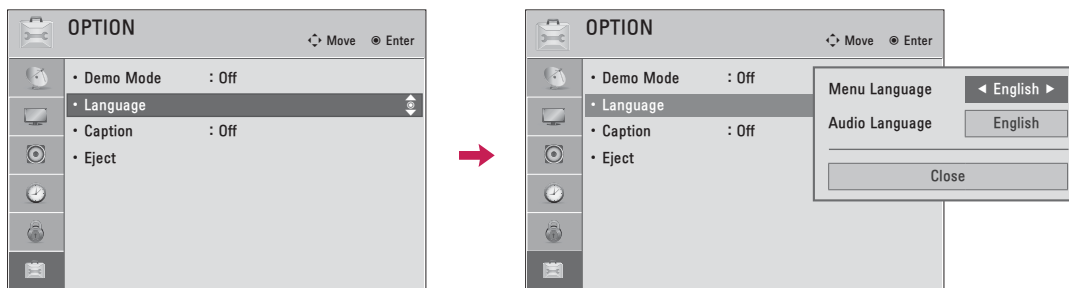 OPTION
Move Enter
• Demo Mode : Off
• Language
• Caption : Off
• Eject
OPTION
Move Enter
• Demo Mode : Off
• Language
• Caption : Off
• Eject
Menu Language ◄ English ►
Audio Language English
Close